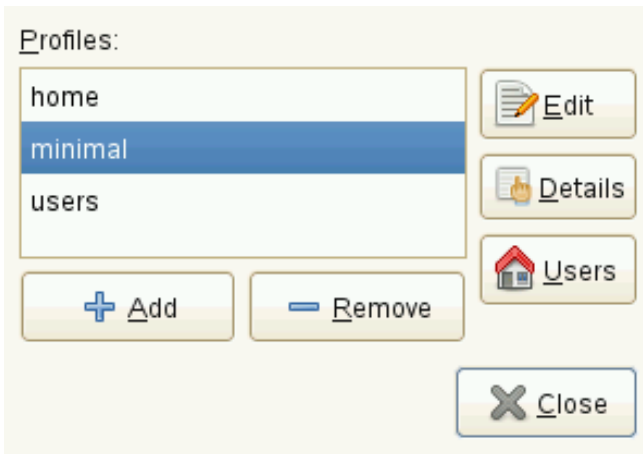 Profiles:
home
minimal
users
Edit
Details
Users
Add
Remove
Close